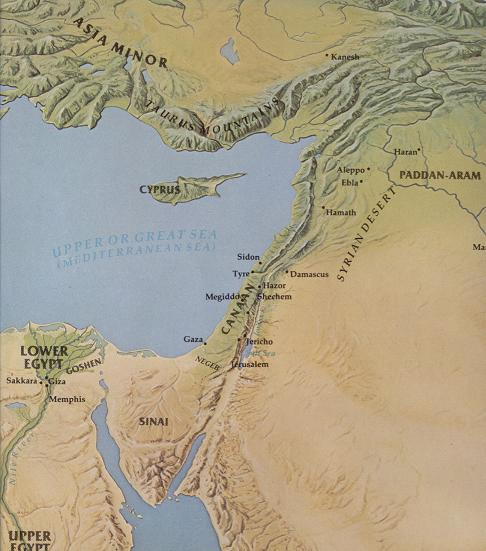 ASIA MINOR
Kanesh
TAURUS MOUNTAINS
Haran
Aleppo
Ebla
PADDAN-ARAM
CYPRUS
Hamath
SYRIAN DESERT
UPPER OR GREAT SEA
(MEDITERRANEAN SEA)
Sidon
Tyre
Damascus
Hazor
Megiddo
Shechem
CANAAN
Gaza
Jericho
Sea
Jerusalem
NEGEB
LOWER
EGYPT
GOSHEN
Sakkara
Giza
Memphis
SINAI
UPPER
EGYPT